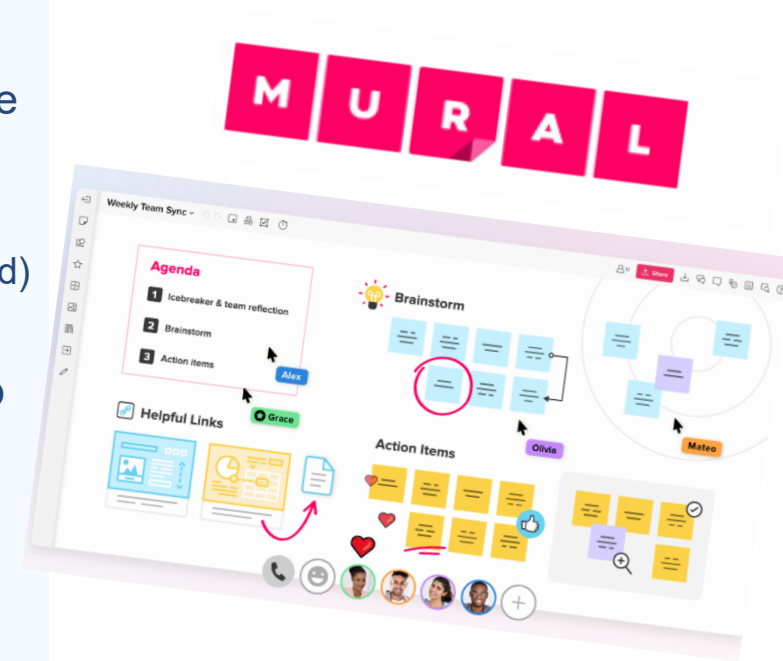 e
d)
MURAL
Weekly Team Sync
Share
Agenda
1 Icebreaker & team reflection
2 Brainstorm
3 Action items
Alex
Grace
Brainstorm
Olivia
Mateo
Helpful Links
Action Items